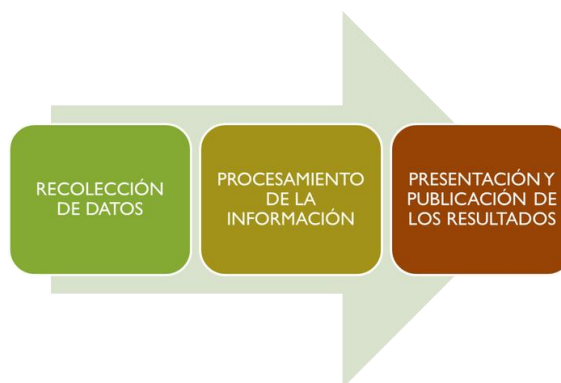 RECOLECCIÓN
DE DATOS
PROCESAMIENTO
DE LA
INFORMACIÓN
PRESENTACIÓN Y
PUBLICACIÓN DE
LOS RESULTADOS